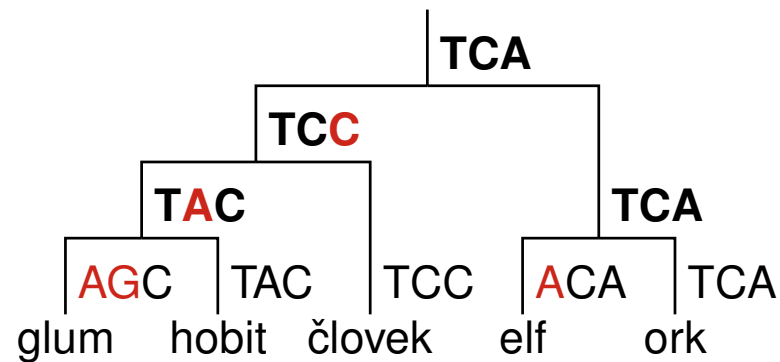 TCA
TCC
TAC TCA
AGC TAC TCC ACA TCA
glum hobit človek elf ork